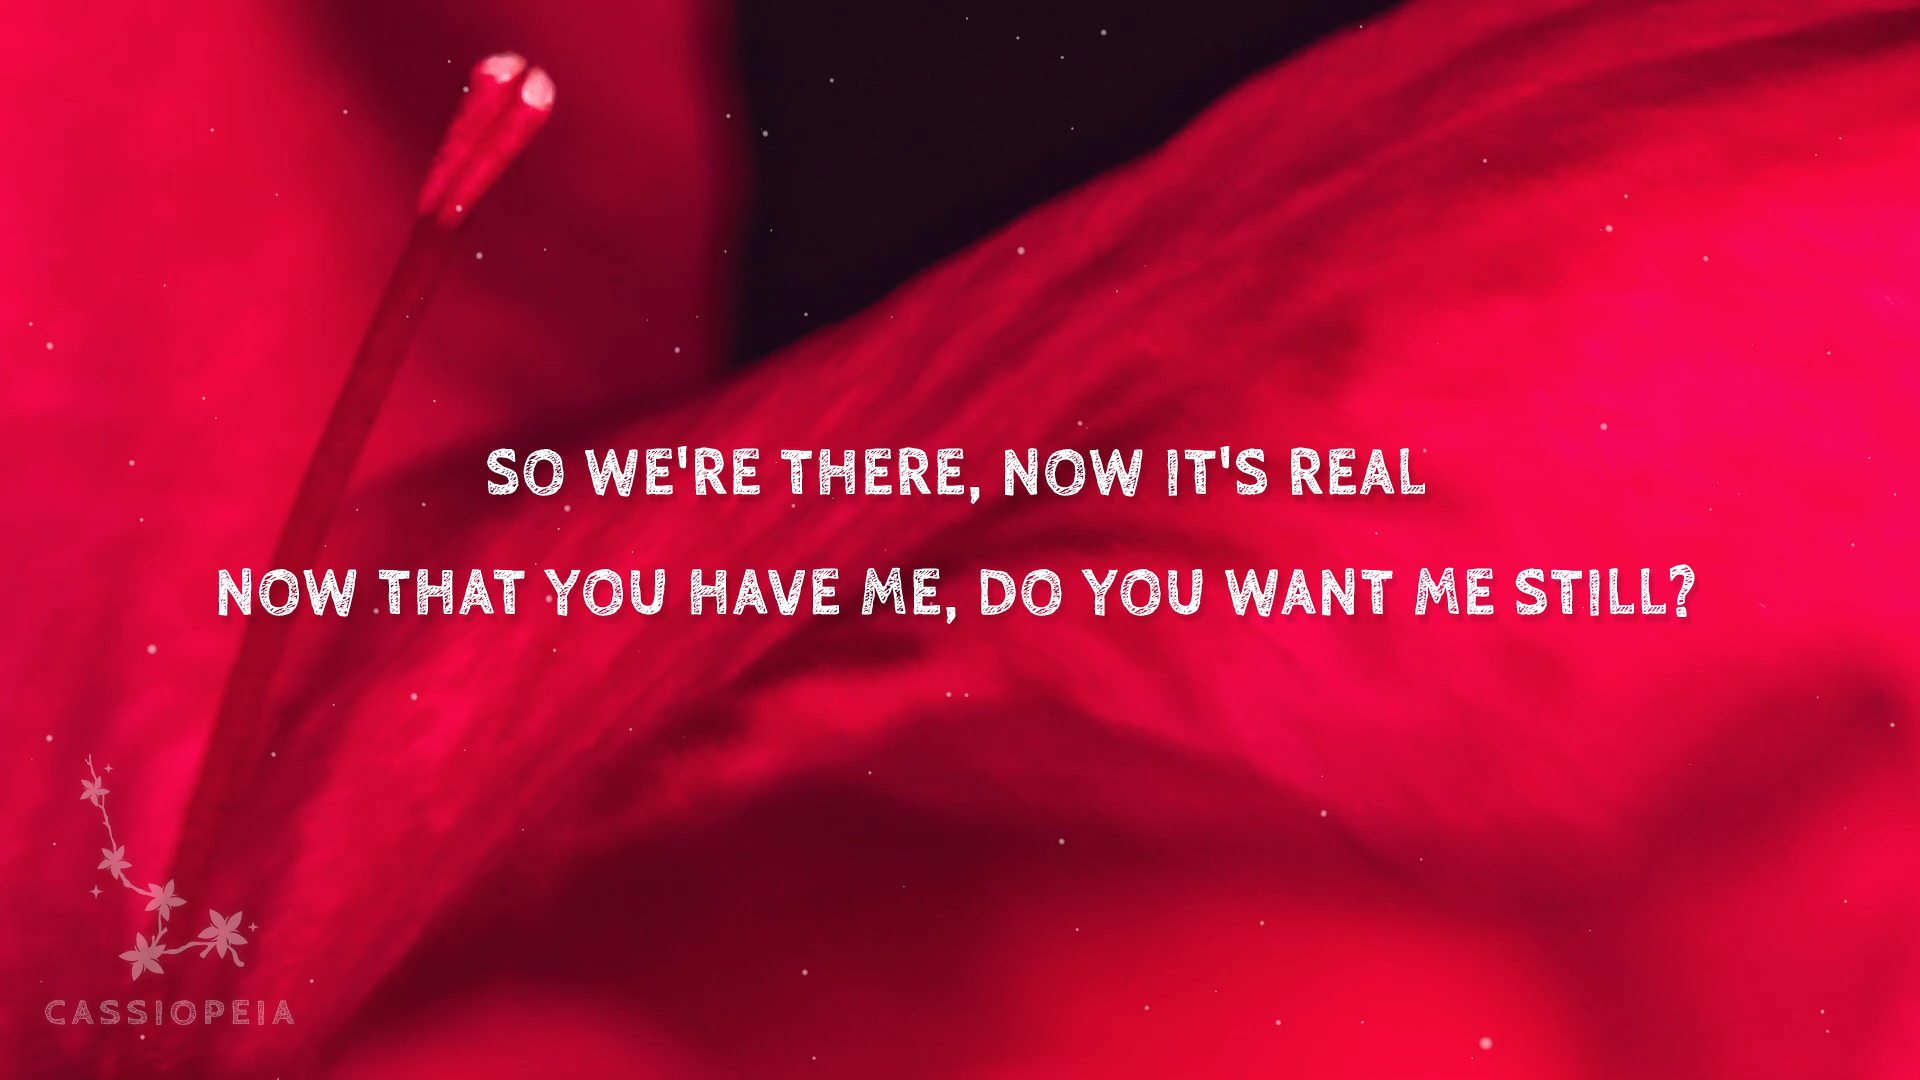 SO WE'RE THERE, NOW IT'S REAL
NOW THAT YOU HAVE ME, DO YOU WANT ME STILL?
CASSIOPEIA